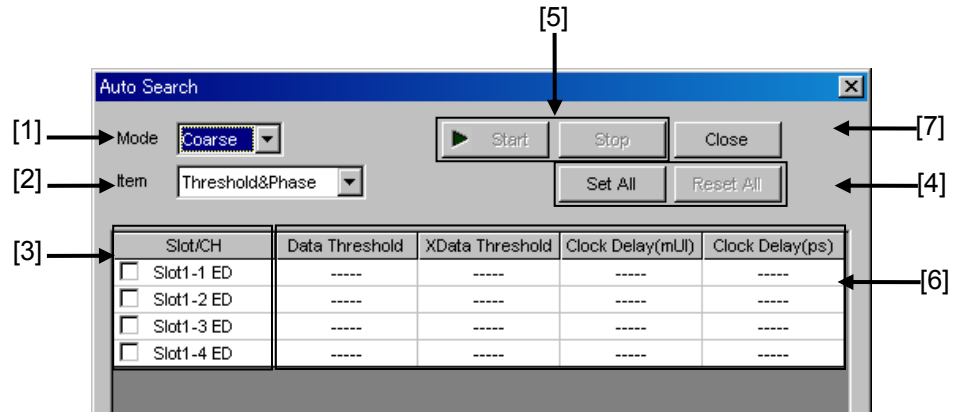 [5]
Auto Search
[1] Mode Coarse Start Stop Close [7]
[2] Item Threshold&Phase Set All Reset All [4]
[3] Slot/CH Data Threshold XData Threshold Clock Delay(mUI) Clock Delay(ps)
Slot1-1 ED ----- ----- ----- ----- [6]
Slot1-2 ED ----- ----- ----- -----
Slot1-3 ED ----- ----- ----- -----
Slot1-4 ED ----- ----- ----- -----